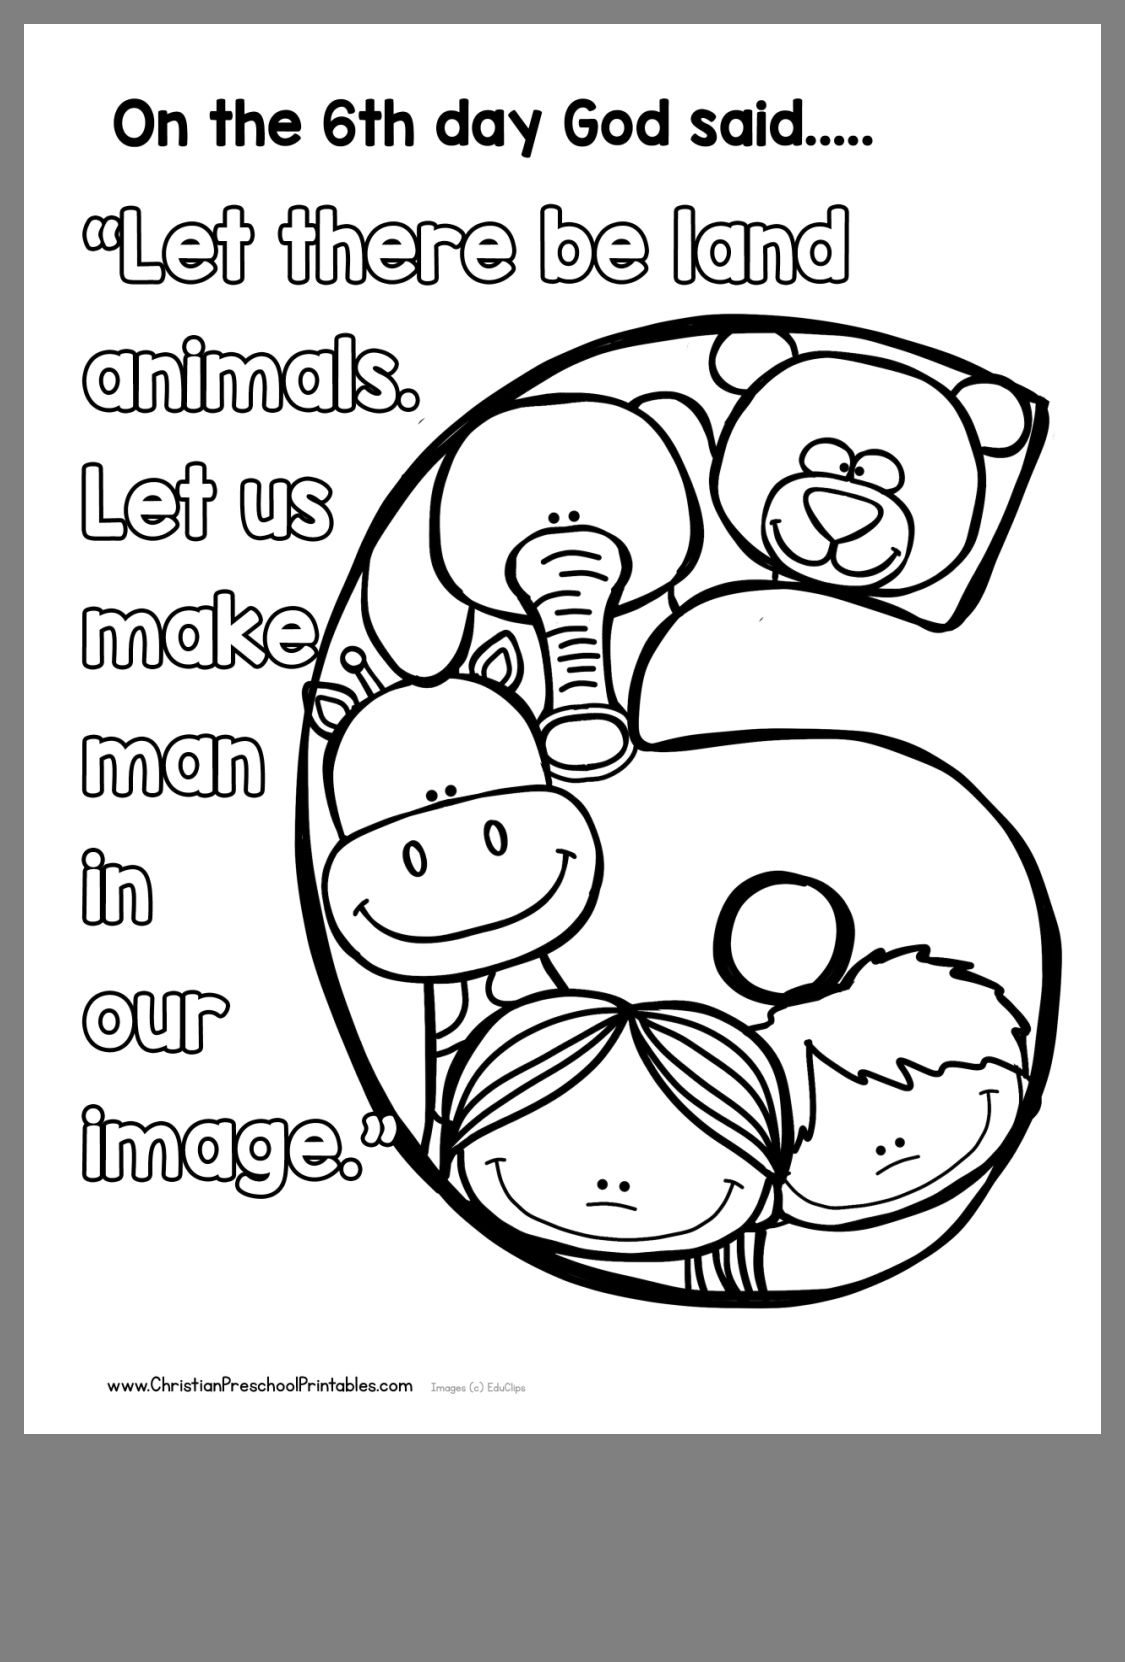 On the 6th day God said.....
“Let there be land
animals.
Let us
make
man
in
our
image.”
www.ChristianPreschoolPrintables.com Images (c) EduClips